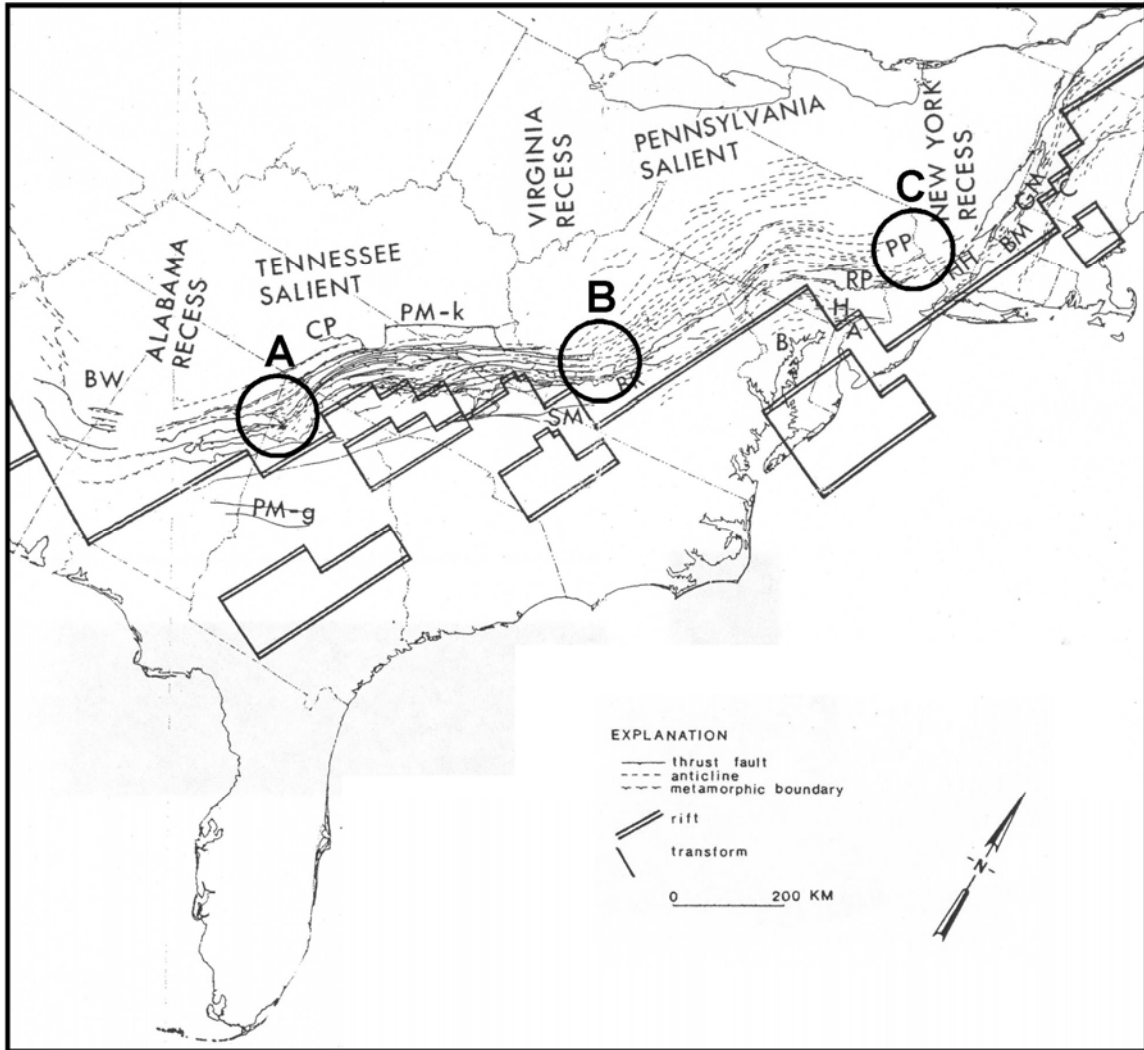 ALABAMA
RECESS
TENNESSEE
SALIENT
VIRGINIA
RECESS
PENNSYLVANIA
SALIENT
NEW YORK
RECESS
A
B
C
BW
CP
PM-k
PM-g
SM
B
H
A
RP
PP
HH
BM
GM
C
EXPLANATION
thrust fault
anticline
metamorphic boundary
rift
transform
0 200 KM
-N-